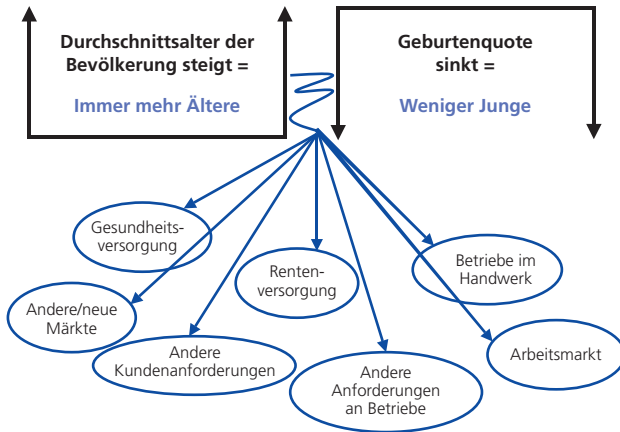 Durchschnittsalter der
Bevölkerung steigt =
Immer mehr Ältere
Geburtenquote
sinkt =
Weniger Junge
Gesundheits-
versorgung
Andere/neue
Märkte
Andere
Kundenanforderungen
Renten-
versorgung
Andere
Anforderungen
an Betriebe
Betriebe im
Handwerk
Arbeitsmarkt